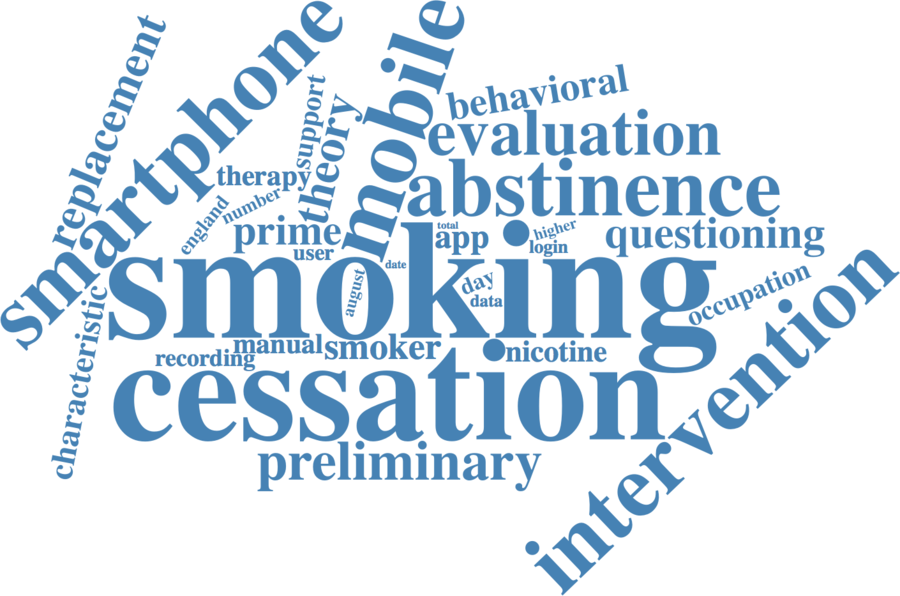 replacement
smartphone
support
theory
mobile
behavioral
evaluation
therapy
abstinence
england
number
prime
user
total
app
higher
login
questioning
smoking
date
august
day
data
occupation
characteristic
recording
manual
smoker
nicotine
intervention
cessation
preliminary